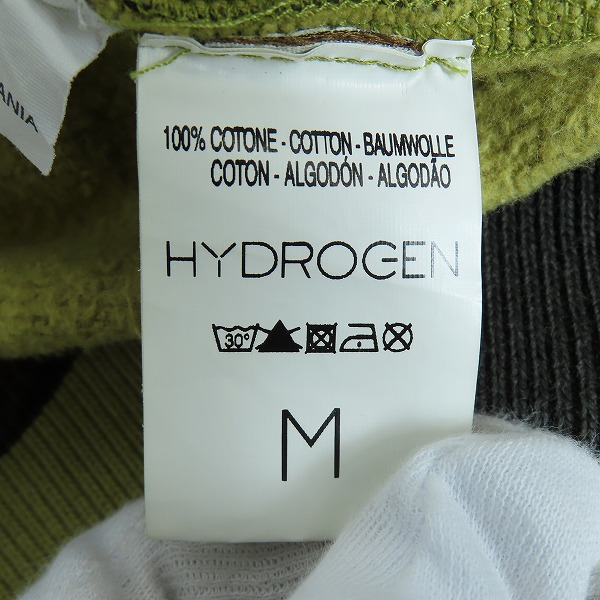 100% COTONE - COTTON - BAUMWOLLE
COTON - ALGODÓN - ALGODÃO
HYDROGEN
30°
M